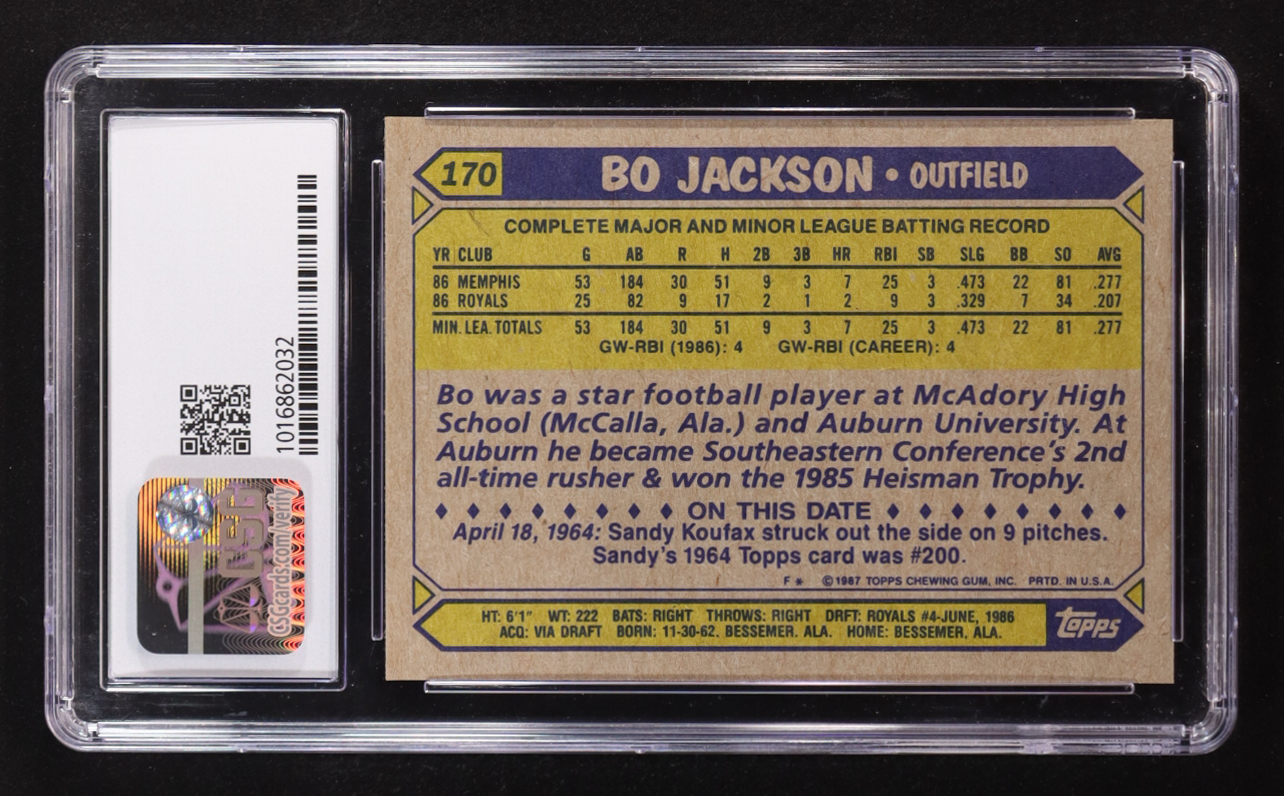 170 BO JACKSON • OUTFIELD
COMPLETE MAJOR AND MINOR LEAGUE BATTING RECORD
YR CLUB G AB R H 2B 3B HR RBI SB SLG BB SO AVG
86 MEMPHIS 53 184 30 51 9 3 7 25 3 .473 22 81 .277
86 ROYALS 25 82 9 17 2 1 2 9 3 .329 7 34 .207
MIN. LEA. TOTALS 53 184 30 51 9 3 7 25 3 .473 22 81 .277
GW-RBI (1986): 4 GW-RBI (CAREER): 4
Bo was a star football player at McAdory High
School (McCalla, Ala.) and Auburn University. At
Auburn he became Southeastern Conference's 2nd
all-time rusher & won the 1985 Heisman Trophy.
♦ ♦ ♦ ♦ ♦ ♦ ♦ ♦ ON THIS DATE ♦ ♦ ♦ ♦ ♦ ♦ ♦ ♦
April 18, 1964: Sandy Koufax struck out the side on 9 pitches.
Sandy's 1964 Topps card was #200.
F * ©1987 TOPPS CHEWING GUM, INC. PRTD. IN U.S.A.
HT: 6'1" WT: 222 BATS: RIGHT THROWS: RIGHT DRFT: ROYALS #4-JUNE, 1986
ACQ: VIA DRAFT BORN: 11-30-62, BESSEMER, ALA. HOME: BESSEMER, ALA.
topps
1016862032
CSG
CSGcards.com/verify